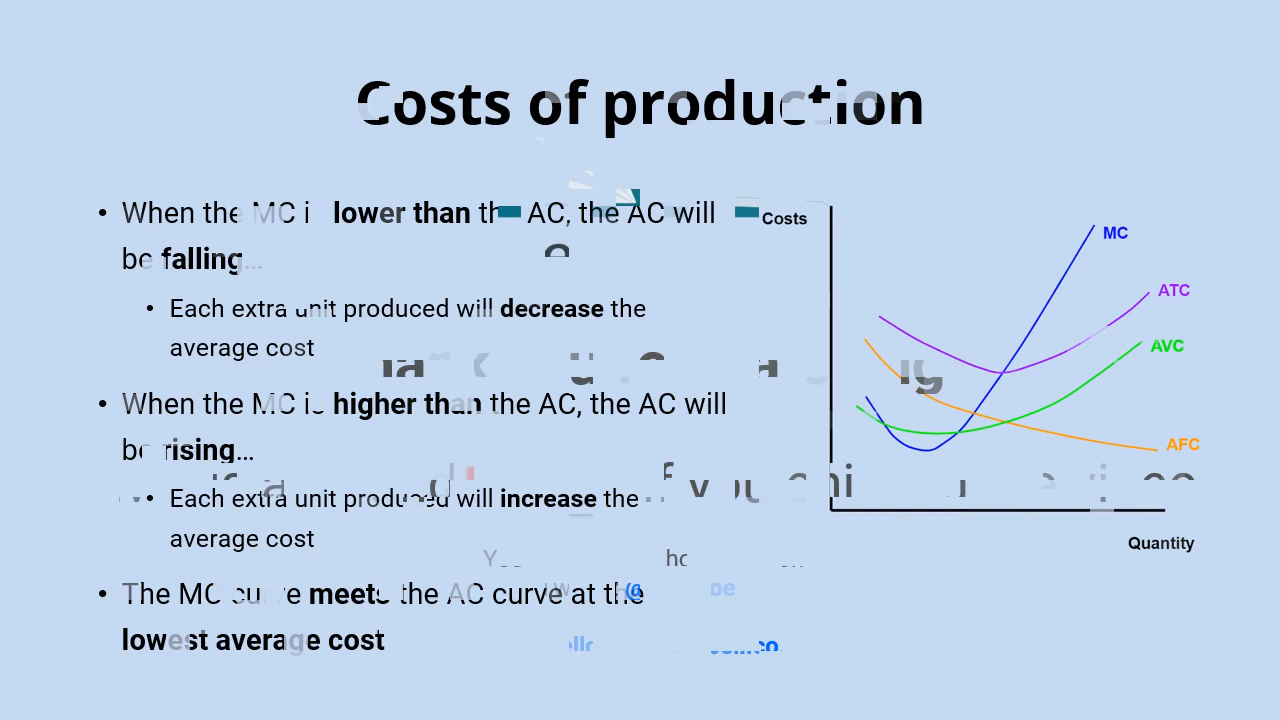 Costs of production
When the MC is lower than the AC, the AC will
be falling...
Each extra unit produced will decrease the
average cost
When the MC is higher than the AC, the AC will
be rising...
Each extra unit produced will increase the
average cost
The MC curve meets the AC curve at the
lowest average cost
Costs
MC
ATC
AVC
AFC
Quantity